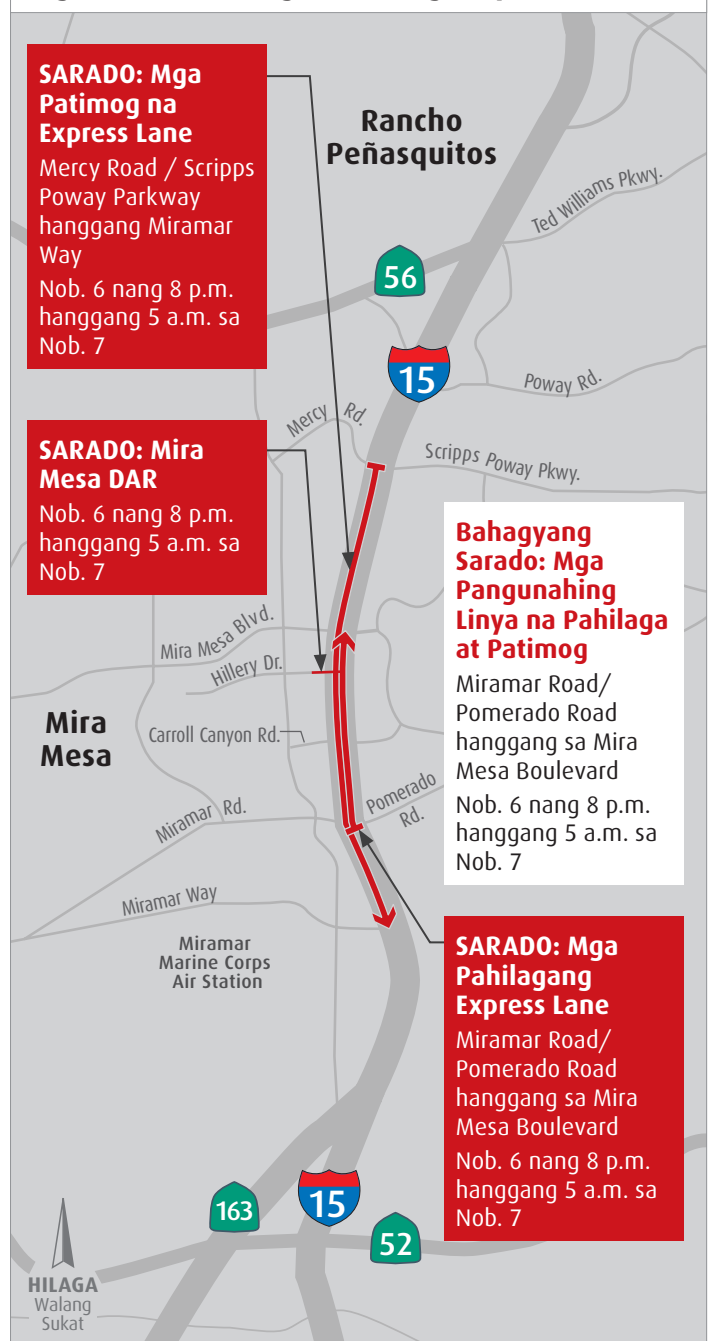 SARADO: Mga
Patimog na
Express Lane
Mercy Road / Scripps
Poway Parkway
hanggang Miramar
Way
Nob. 6 nang 8 p.m.
hanggang 5 a.m. sa
Nob. 7
Rancho
Peñasquitos
Ted Williams Pkwy.
56
15
Poway Rd.
Mercy Rd.
Scripps Poway Pkwy.
SARADO: Mira
Mesa DAR
Nob. 6 nang 8 p.m.
hanggang 5 a.m. sa
Nob. 7
Bahagyang
Sarado: Mga
Pangunahing
Linya na Pahilaga
at Patimog
Miramar Road/
Pomerado Road
hanggang sa Mira
Mesa Boulevard
Nob. 6 nang 8 p.m.
hanggang 5 a.m. sa
Nob. 7
Mira Mesa Blvd.
Hillery Dr.
Mira
Mesa
Carroll Canyon Rd.
Pomerado
Rd.
Miramar Rd.
Miramar Way
Miramar
Marine Corps
Air Station
SARADO: Mga
Pahilagang
Express Lane
Miramar Road/
Pomerado Road
hanggang sa Mira
Mesa Boulevard
Nob. 6 nang 8 p.m.
hanggang 5 a.m. sa
Nob. 7
163
15
52
HILAGA
Walang
Sukat